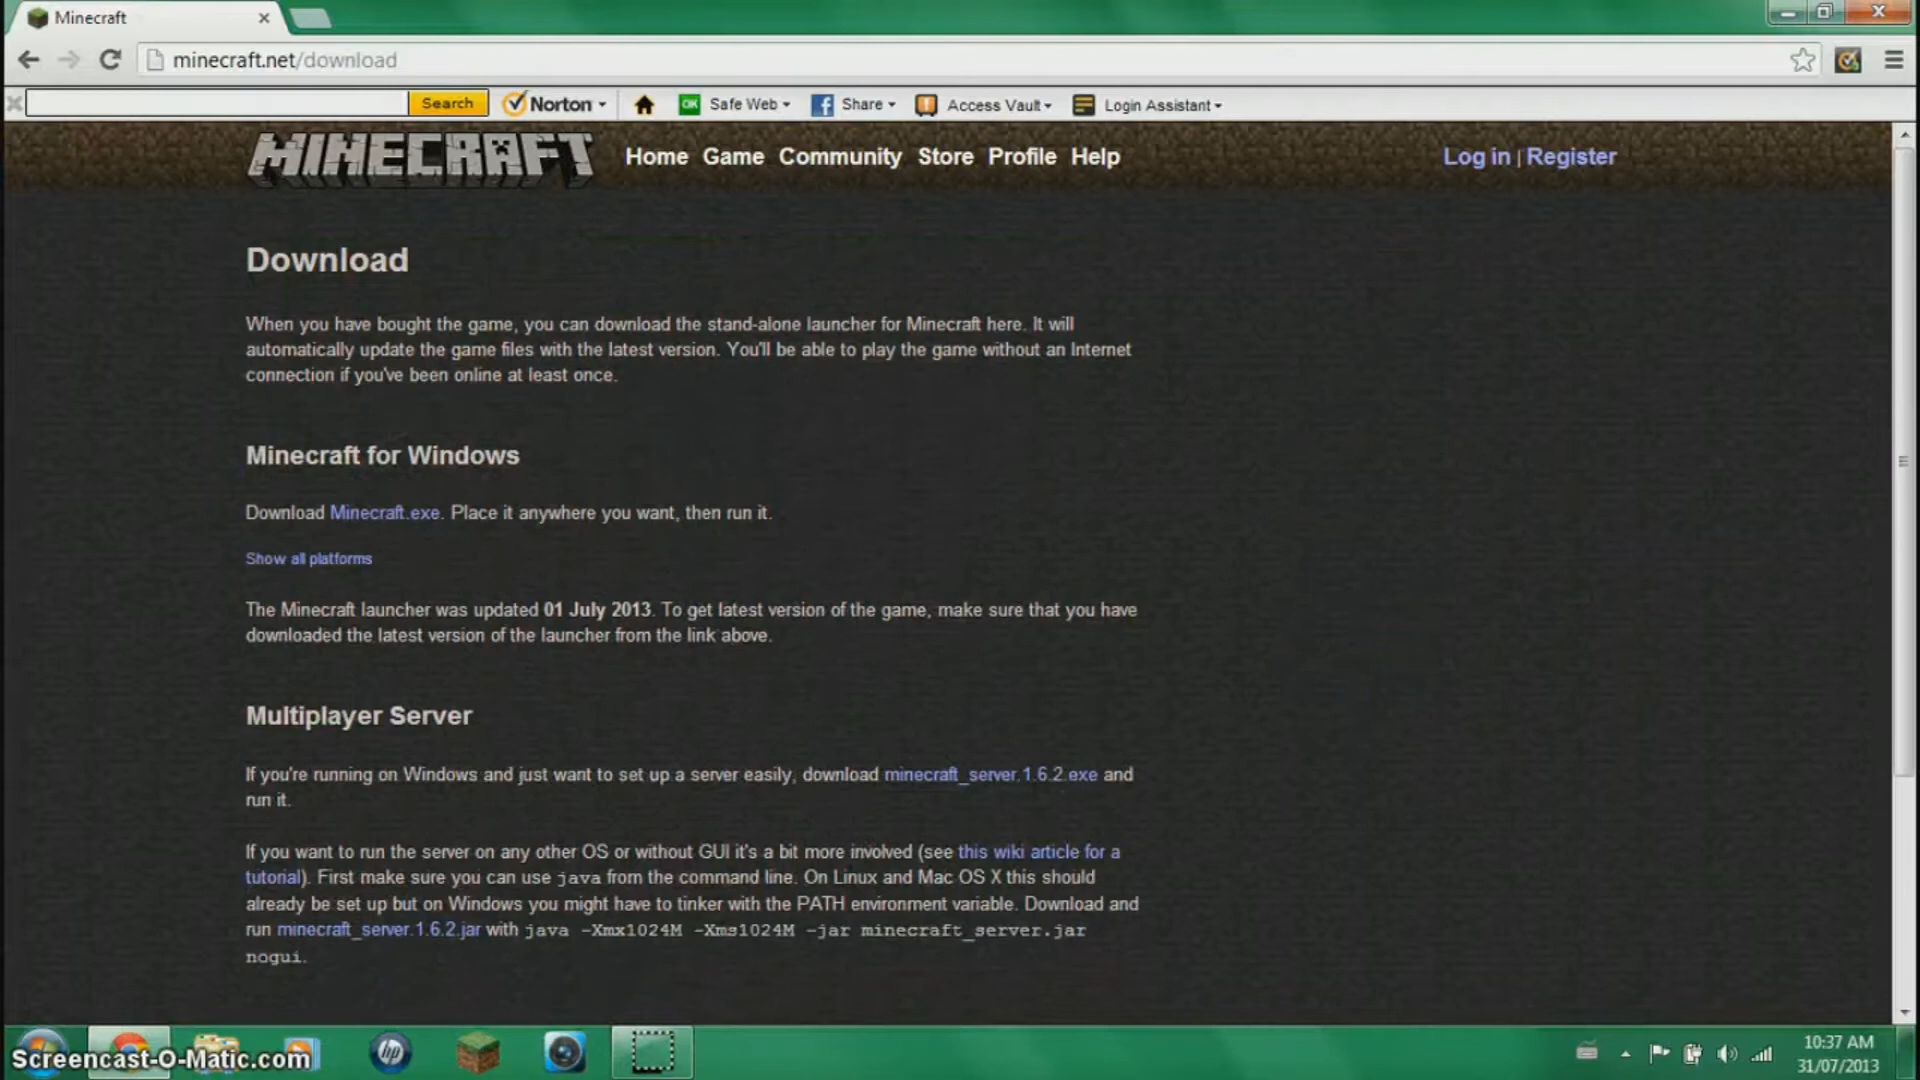 Minecraft
minecraft.net/download
Search Norton OK Safe Web Share Access Vault Login Assistant
MINECRAFT Home Game Community Store Profile Help Log in | Register
Download
When you have bought the game, you can download the stand-alone launcher for Minecraft here. It will
automatically update the game files with the latest version. You'll be able to play the game without an Internet
connection if you've been online at least once.
Minecraft for Windows
Download Minecraft.exe. Place it anywhere you want, then run it.
Show all platforms
The Minecraft launcher was updated 01 July 2013. To get latest version of the game, make sure that you have
downloaded the latest version of the launcher from the link above.
Multiplayer Server
If you're running on Windows and just want to set up a server easily, download minecraft_server.1.6.2.exe and
run it.
If you want to run the server on any other OS or without GUI it's a bit more involved (see this wiki article for a
tutorial). First make sure you can use java from the command line. On Linux and Mac OS X this should
already be set up but on Windows you might have to tinker with the PATH environment variable. Download and
run minecraft_server.1.6.2.jar with java -Xmx1024M -Xms1024M -jar minecraft_server.jar
nogui.
hp
10:37 AM
Screencast-O-Matic.com
31/07/2013